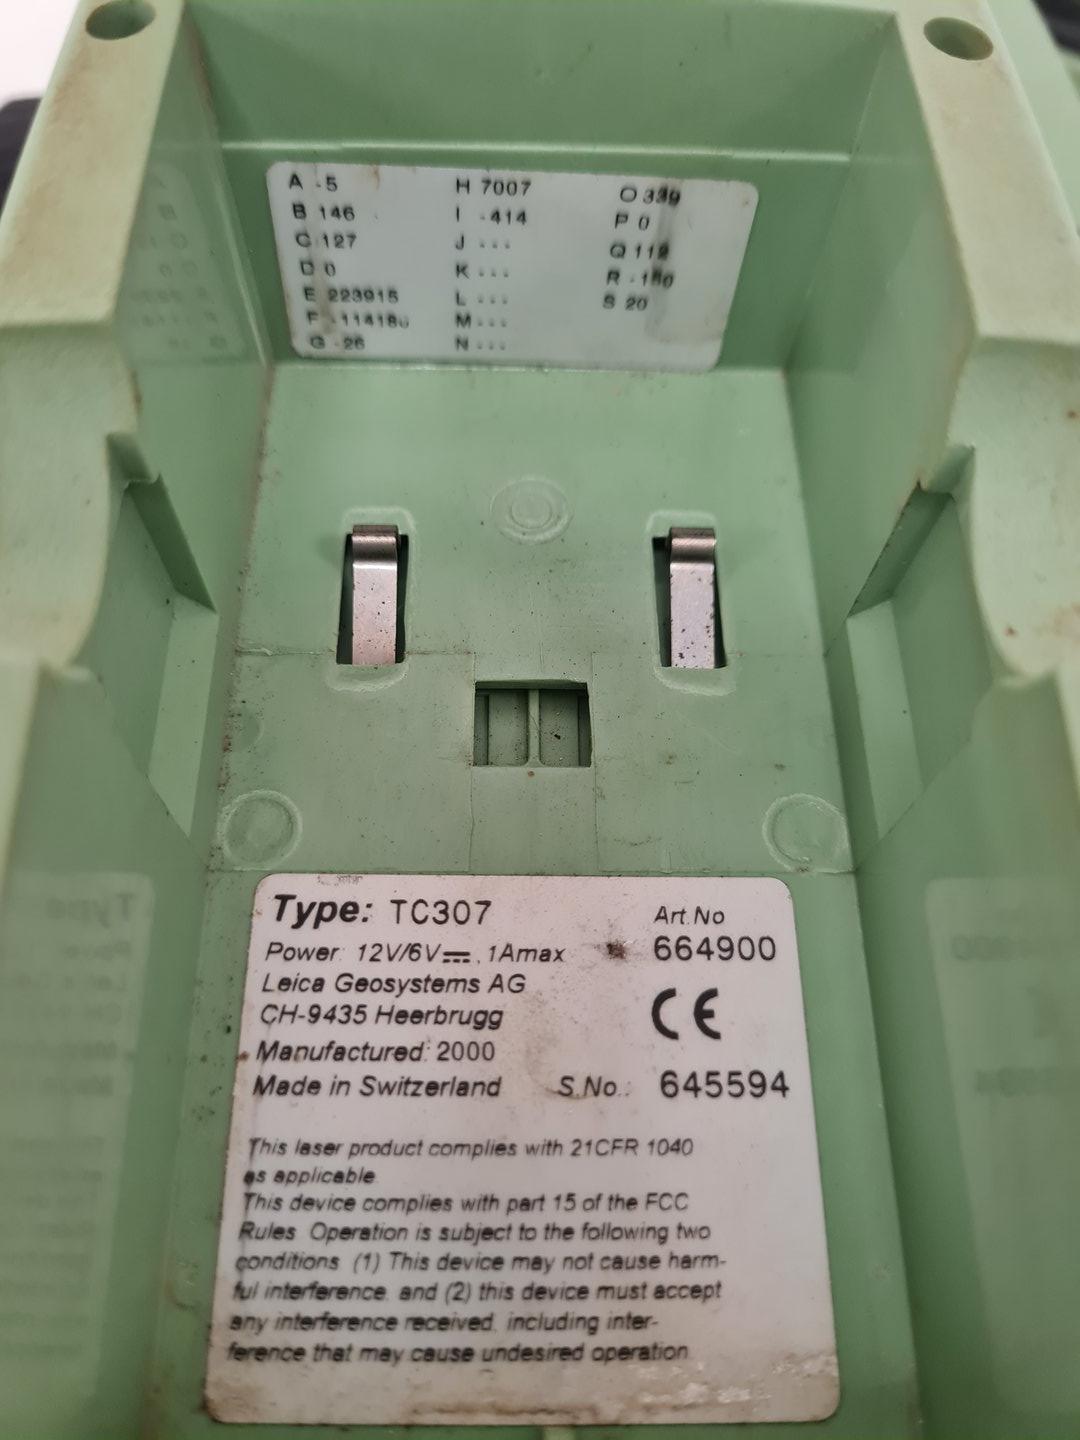 A -5 H 7007 O 339
B 146 I -414 P 0
C 127 J --- Q 112
D 0 K --- R -150
E 223915 L --- S 20
F M ---
G -26 N ---
Type: TC307 Art.No
Power: 12V/6V⎓, 1Amax 664900
Leica Geosystems AG
CH-9435 Heerbrugg CE
Manufactured: 2000
Made in Switzerland S.No.: 645594
This laser product complies with 21CFR 1040
as applicable.
This device complies with part 15 of the FCC
Rules. Operation is subject to the following two
conditions. (1) This device may not cause harm-
ful interference, and (2) this device must accept
any interference received, including inter-
ference that may cause undesired operation.